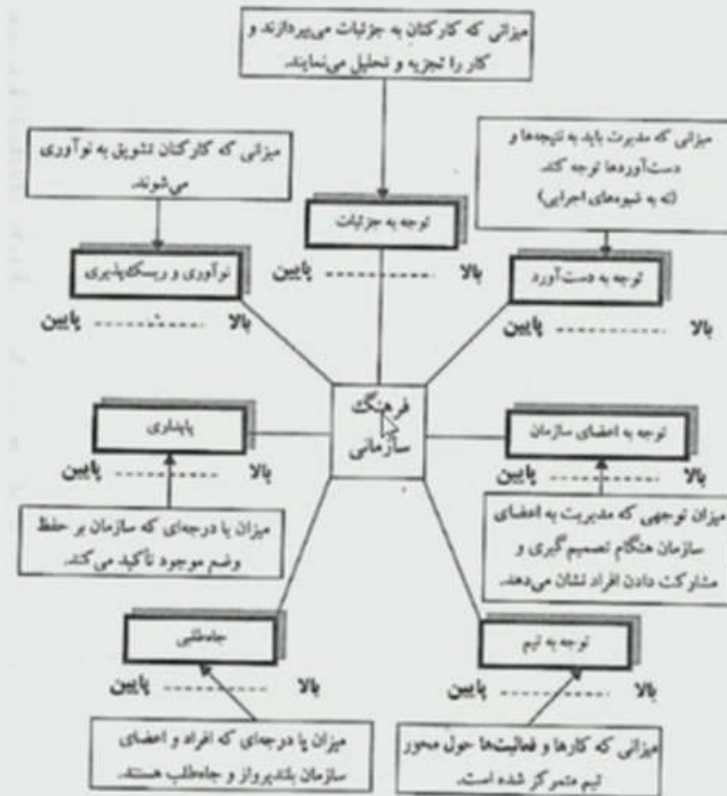 میزانی که کارکنان به جزئیات می‌پردازند و
کار را تجزیه و تحلیل می‌نمایند.
میزانی که مدیرت باید به نتیجه‌ها و
دست‌آوردها توجه کند.
(نه به شیوه‌های اجرایی)
میزانی که کارکنان تشویق به نوآوری
می‌شوند.
توجه به جزئیات
بالا ---------- پایین
توجه به دست‌آورد
بالا ---------- پایین
نوآوری و ریسک‌پذیری
بالا ---------- پایین
فرهنگ
سازمانی
توجه به اعضای سازمان
بالا ---------- پایین
میزان توجهی که مدیریت به اعضای
سازمان هنگام تصمیم‌گیری و
مشارکت دادن افراد نشان می‌دهد.
پایداری
بالا ---------- پایین
میزان یا درجه‌ای که سازمان بر حفظ
وضع موجود تأکید می‌کند.
توجه به تیم
بالا ---------- پایین
میزانی که کارها و فعالیت‌ها حول محور
تیم متمرکز شده است.
جاه‌طلبی
بالا ---------- پایین
میزان یا درجه‌ای که افراد و اعضای
سازمان بلندپرواز و جاه‌طلب هستند.